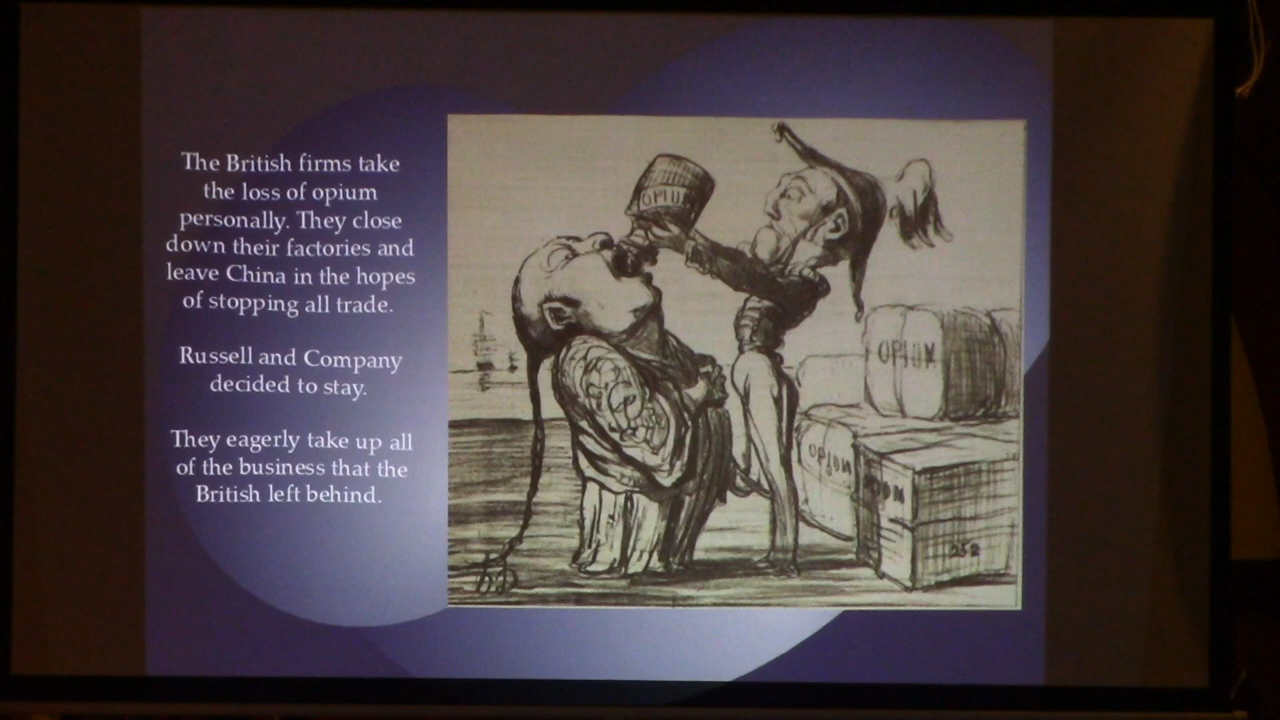 The British firms take
the loss of opium
personally. They close
down their factories and
leave China in the hopes
of stopping all trade.
Russell and Company
decided to stay.
They eagerly take up all
of the business that the
British left behind.
OPIUM
OPIUM
OPIUM